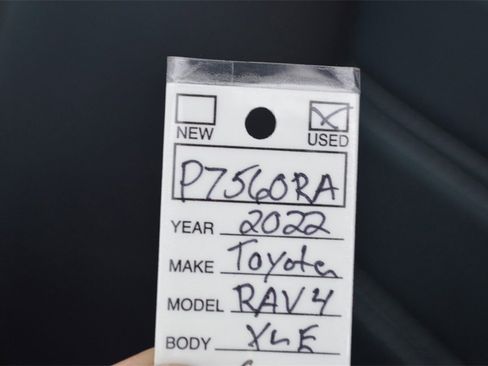 NEW USED
P7560RA
YEAR 2022
MAKE Toyota
MODEL RAV4
BODY XLE